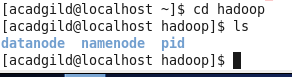 [acadgild@localhost ~]$ cd hadoop
[acadgild@localhost hadoop]$ ls
datanode  namenode  pid
[acadgild@localhost hadoop]$